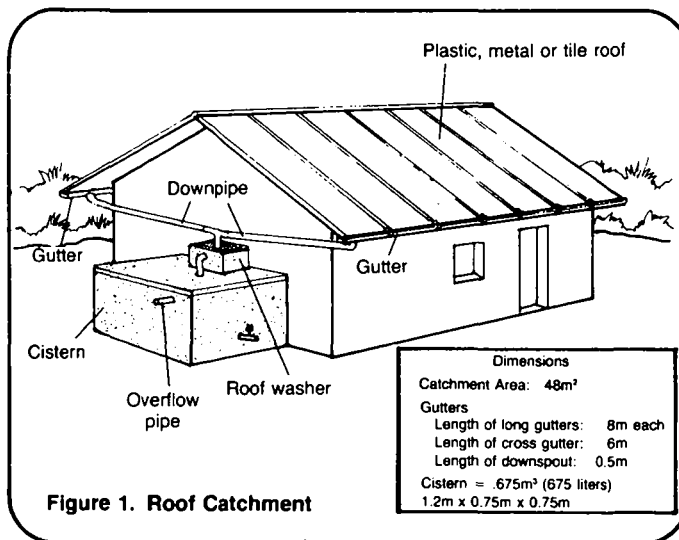 Plastic, metal or tile roof
Downpipe
Gutter
Gutter
Cistern
Overflow
pipe
Roof washer
Dimensions
Catchment Area: 48m²
Gutters
Length of long gutters: 8m each
Length of cross gutter: 6m
Length of downspout: 0.5m
Cistern = .675m³ (675 liters)
1.2m x 0.75m x 0.75m
Figure 1. Roof Catchment